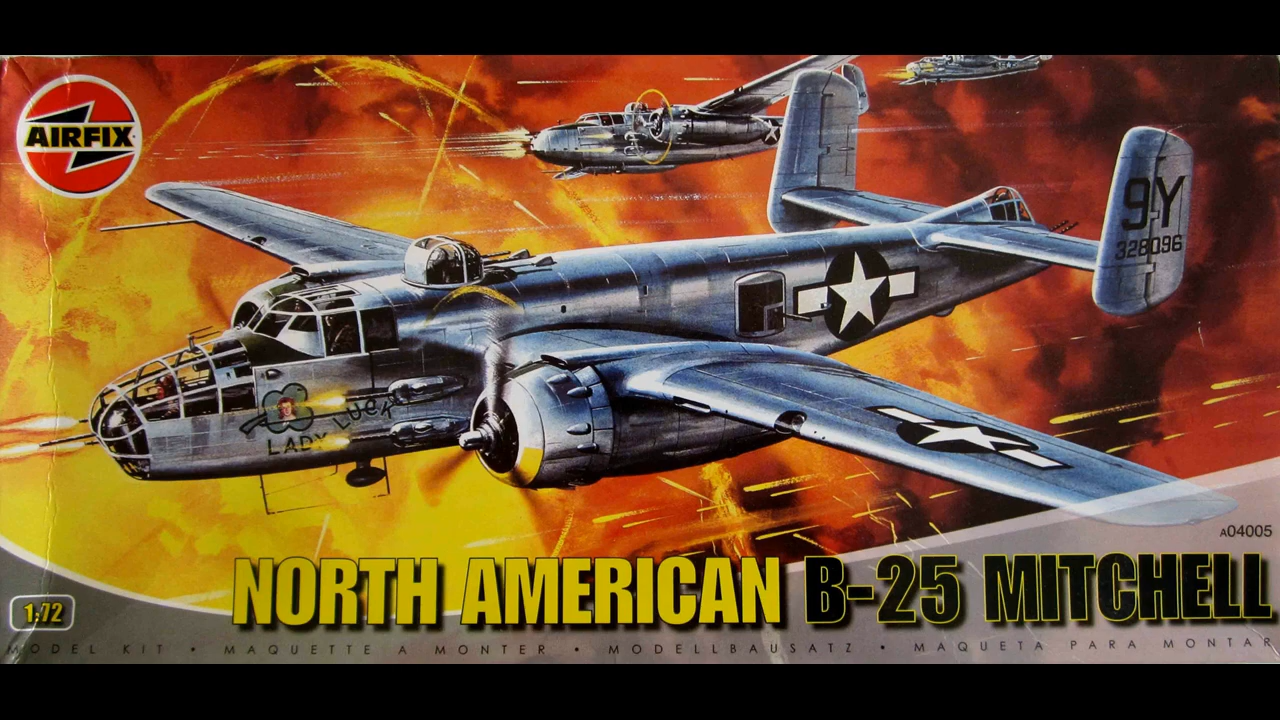 AIRFIX
9Y
328096
LADY LUCK
A04005
NORTH AMERICAN B-25 MITCHELL
1:72
MODEL KIT • MAQUETTE A MONTER • MODELLBAUSATZ • MAQUETA PARA MONTAR